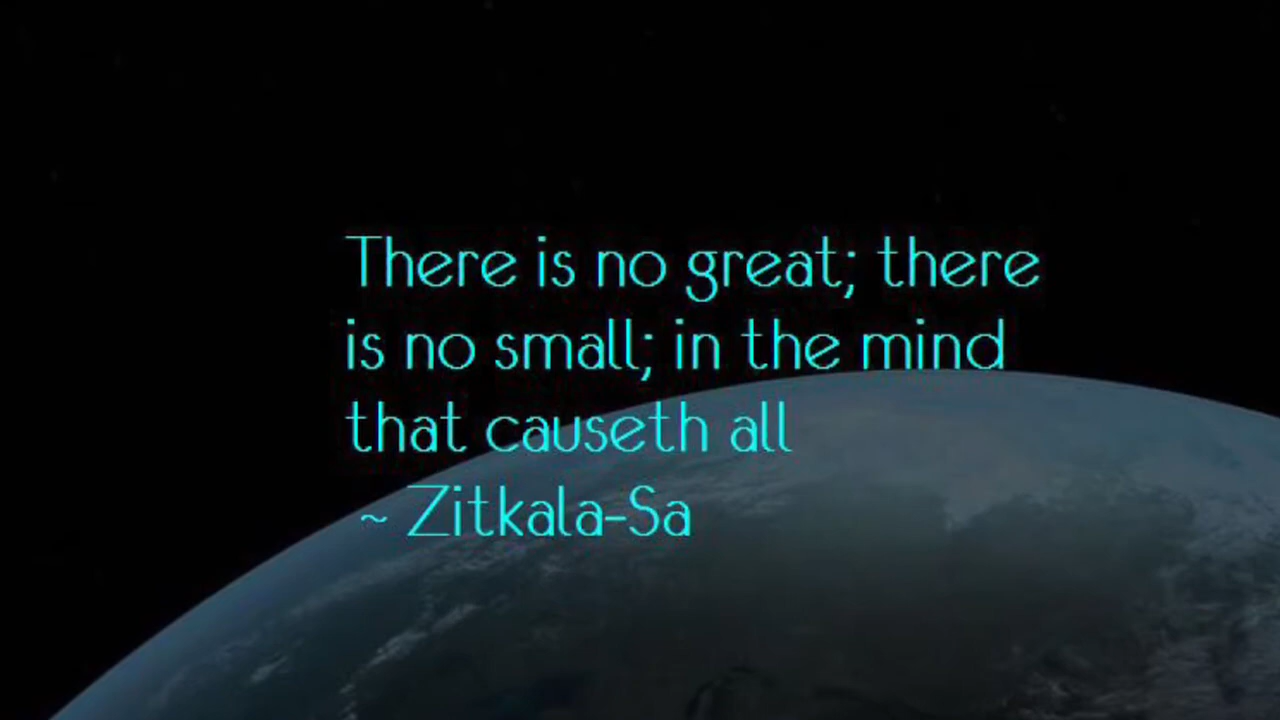 There is no great; there
is no small; in the mind
that causeth all
~ Zitkala-Sa